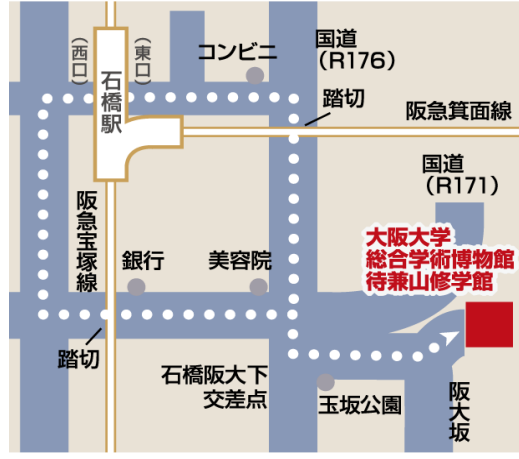 （西口）
（東口）
石橋駅
コンビニ
国道
（R176）
踏切
阪急箕面線
国道
（R171）
大阪大学
総合学術博物館
待兼山修学館
阪急宝塚線
銀行
美容院
踏切
石橋阪大下
交差点
玉坂公園
阪大坂